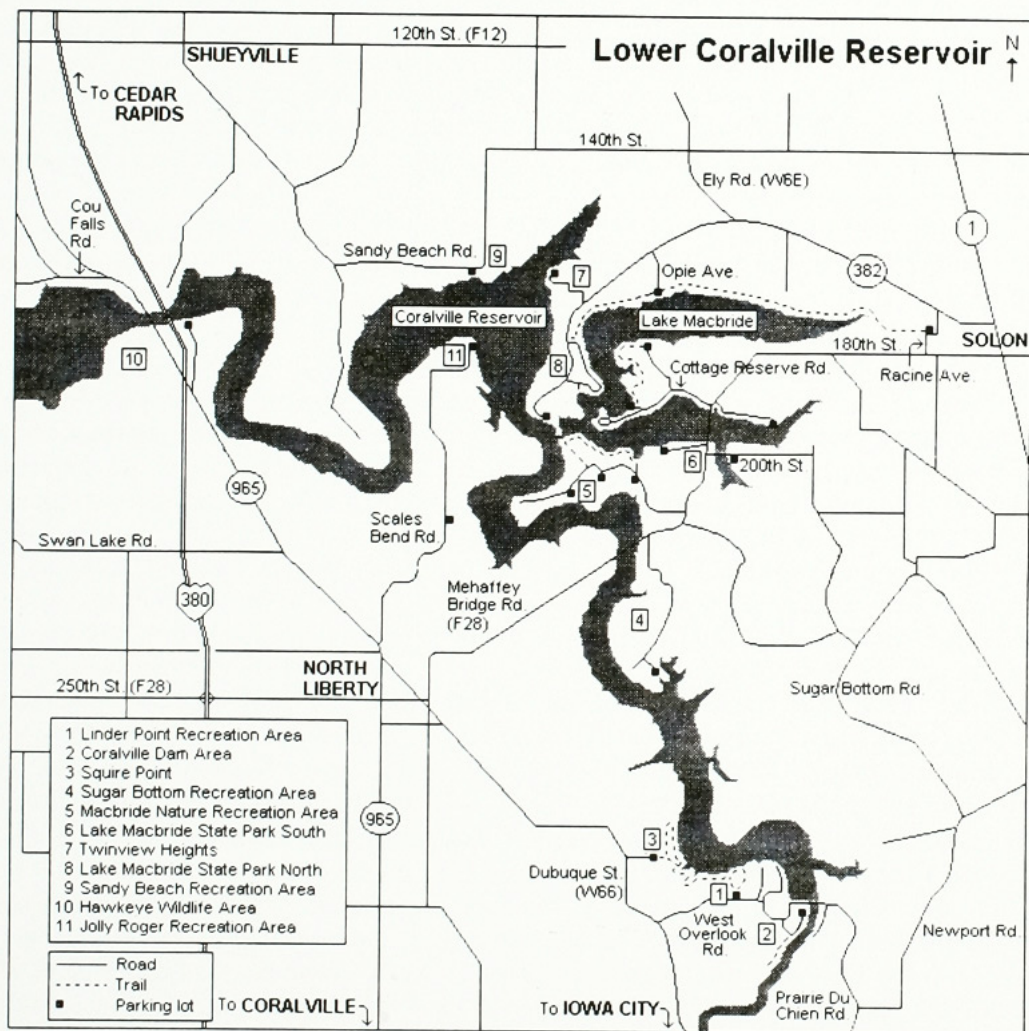 Lower Coralville Reservoir
N
120th St. (F12)
SHUEYVILLE
To CEDAR
RAPIDS
140th St.
Ely Rd. (W6E)
Cou
Falls
Rd.
1
Sandy Beach Rd.
9
7
Opie Ave.
382
Coralville Reservoir
Lake Macbride
10
11
8
180th St.
SOLON
Cottage Reserve Rd.
Racine Ave.
6
200th St
965
5
Scales
Bend Rd.
Swan Lake Rd.
380
Mehaffey
Bridge Rd.
(F28)
4
NORTH
LIBERTY
250th St. (F28)
Sugar Bottom Rd.
1 Linder Point Recreation Area
2 Coralville Dam Area
3 Squire Point
4 Sugar Bottom Recreation Area
5 Macbride Nature Recreation Area
6 Lake Macbride State Park South
7 Twinview Heights
8 Lake Macbride State Park North
9 Sandy Beach Recreation Area
10 Hawkeye Wildlife Area
11 Jolly Roger Recreation Area
965
3
Dubuque St.
(W66)
1
West
Overlook
Rd.
2
Newport Rd.
Road
Trail
Parking lot
To CORALVILLE
To IOWA CITY
Prairie Du
Chien Rd.